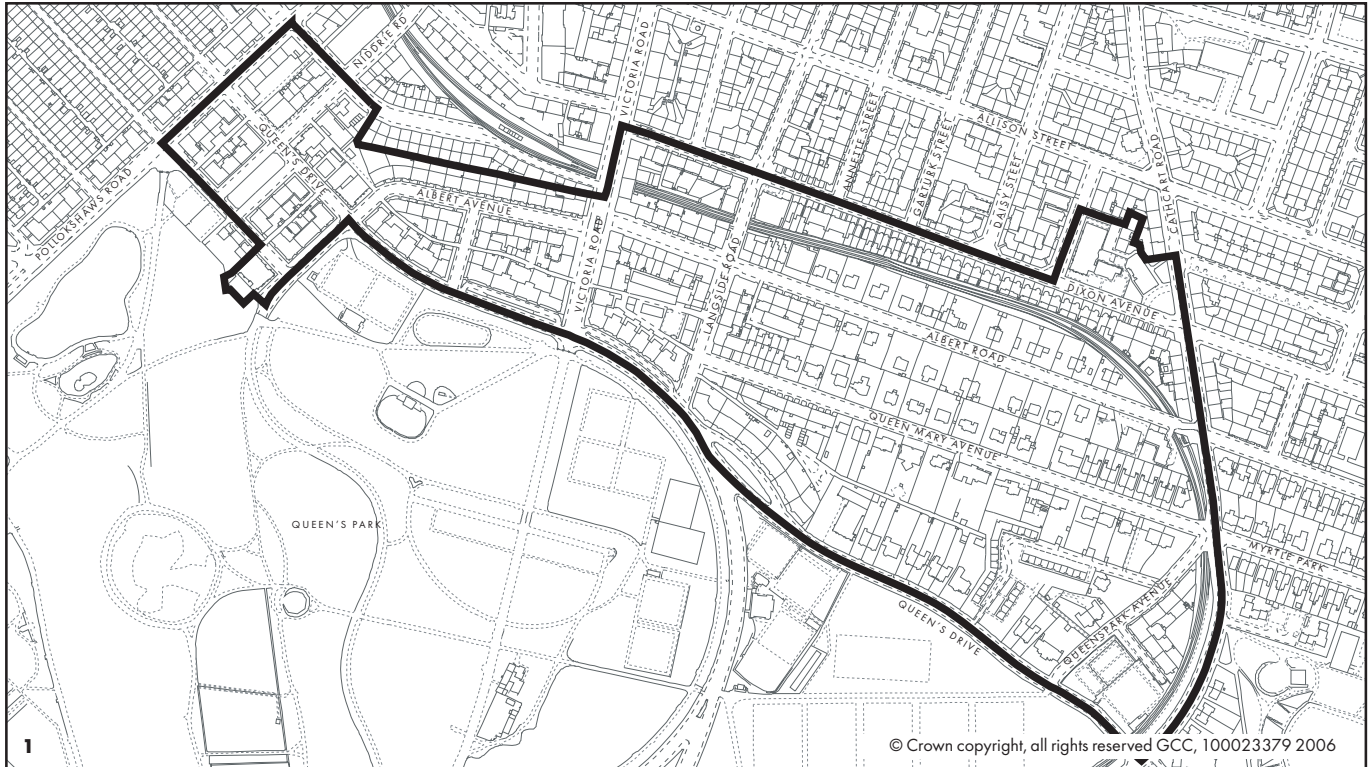 NIDDRIE RD
VICTORIA ROAD
ALLISON STREET
ANNETTE STREET
GARTURK STREET
DAISY STREET
CATHCART ROAD
POLLOKSHAWS ROAD
QUEEN'S DRIVE
ALBERT AVENUE
VICTORIA ROAD
LANGSIDE ROAD
DIXON AVENUE
ALBERT ROAD
QUEEN MARY AVENUE
QUEEN'S PARK
MYRTLE PARK
QUEEN'S DRIVE
QUEENSPARK AVENUE
1
© Crown copyright, all rights reserved GCC, 100023379 2006